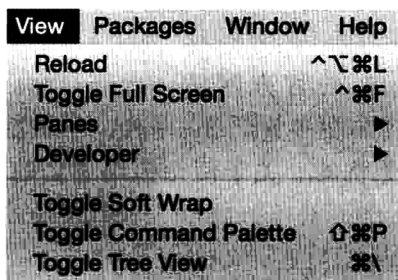 View Packages Window Help
Reload ^⌥⌘L
Toggle Full Screen ^⌘F
Panes ▶
Developer ▶
Toggle Soft Wrap
Toggle Command Palette ⇧⌘P
Toggle Tree View ⌘\